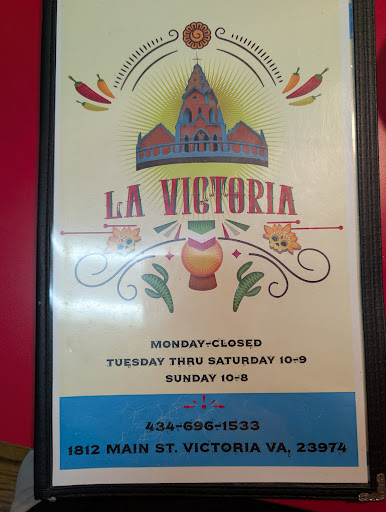 LA VICTORIA
MONDAY-CLOSED
TUESDAY THRU SATURDAY 10-9
SUNDAY 10-8
434-696-1533
1812 MAIN ST. VICTORIA VA, 23974